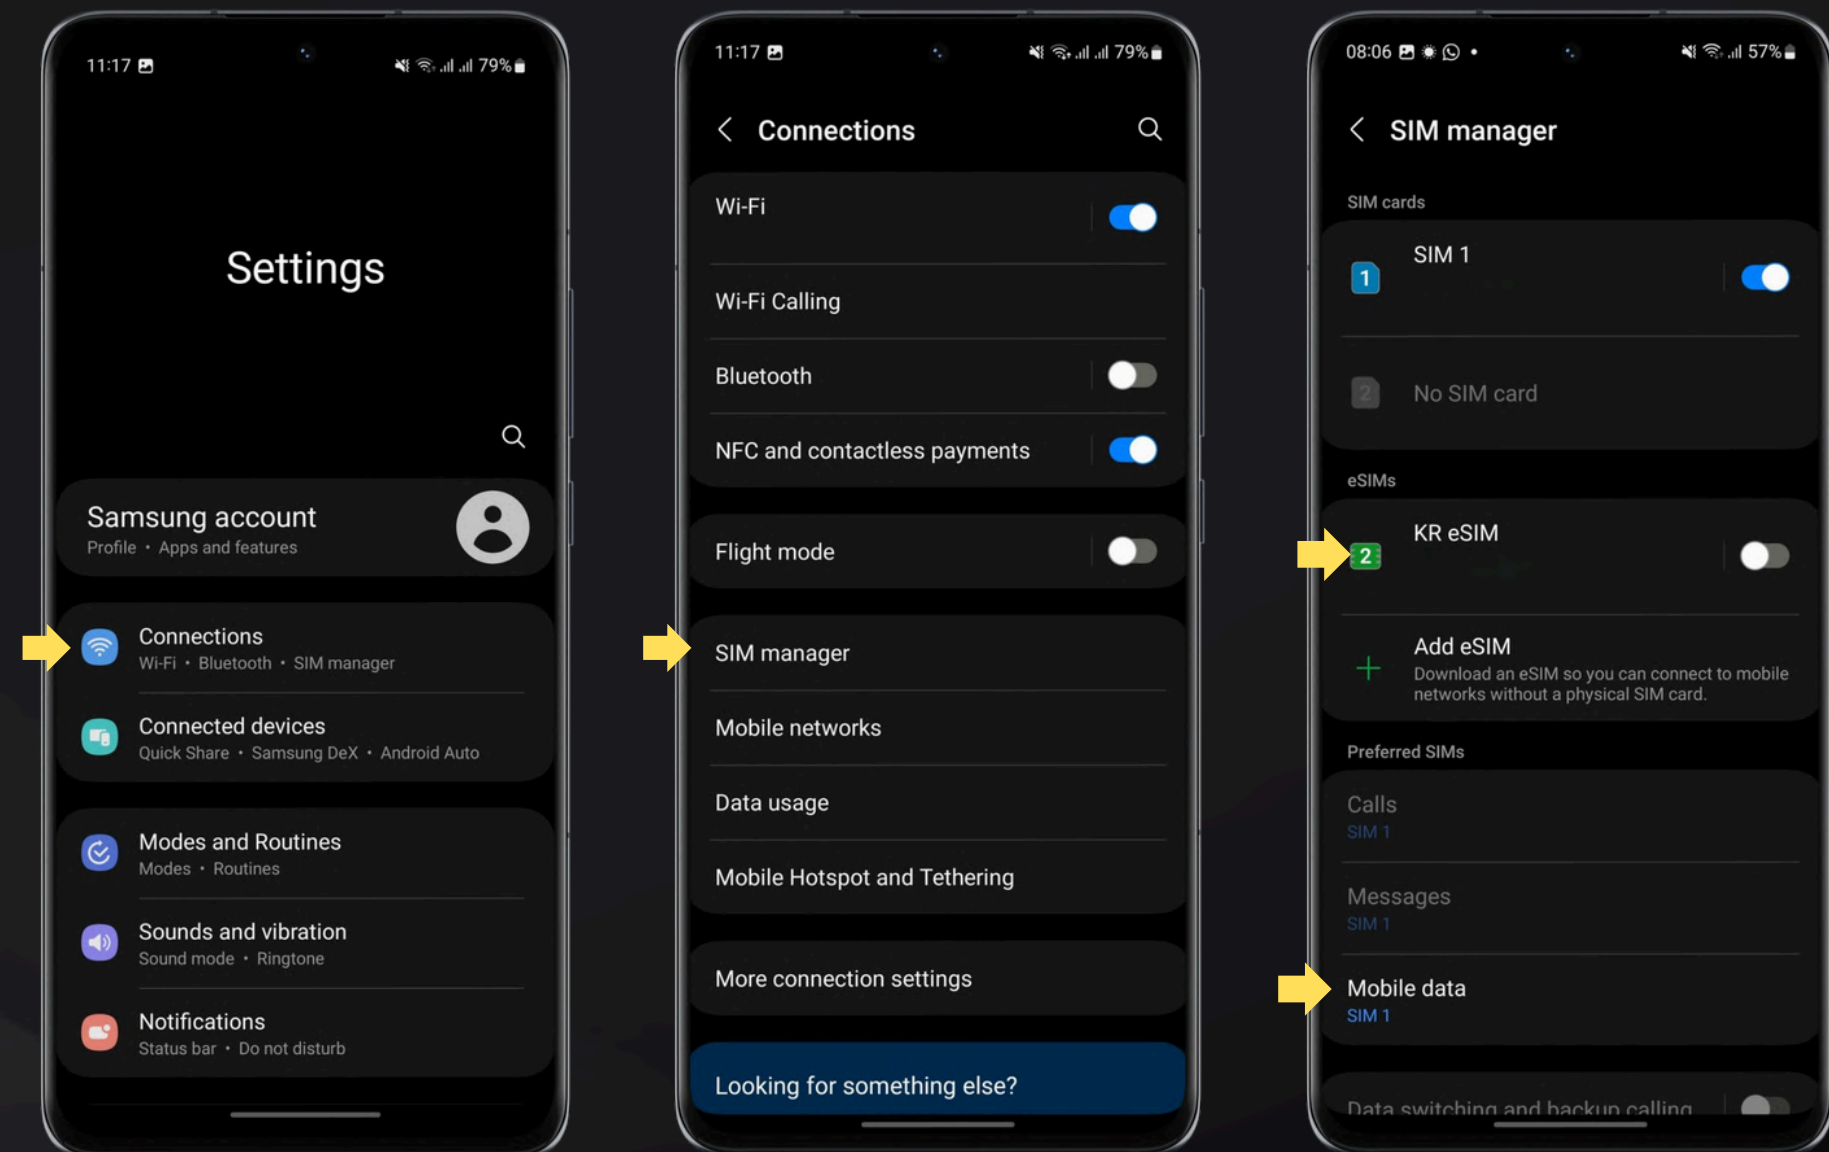 11:17
79%
Settings
Samsung account
Profile • Apps and features
Connections
Wi-Fi • Bluetooth • SIM manager
Connected devices
Quick Share • Samsung DeX • Android Auto
Modes and Routines
Modes • Routines
Sounds and vibration
Sound mode • Ringtone
Notifications
Status bar • Do not disturb
11:17
79%
Connections
Wi-Fi
Wi-Fi Calling
Bluetooth
NFC and contactless payments
Flight mode
SIM manager
Mobile networks
Data usage
Mobile Hotspot and Tethering
More connection settings
Looking for something else?
08:06
57%
SIM manager
SIM cards
1
SIM 1
2
No SIM card
eSIMs
2
KR eSIM
Add eSIM
Download an eSIM so you can connect to mobile
networks without a physical SIM card.
Preferred SIMs
Calls
SIM 1
Messages
SIM 1
Mobile data
SIM 1
Data switching and backup calling